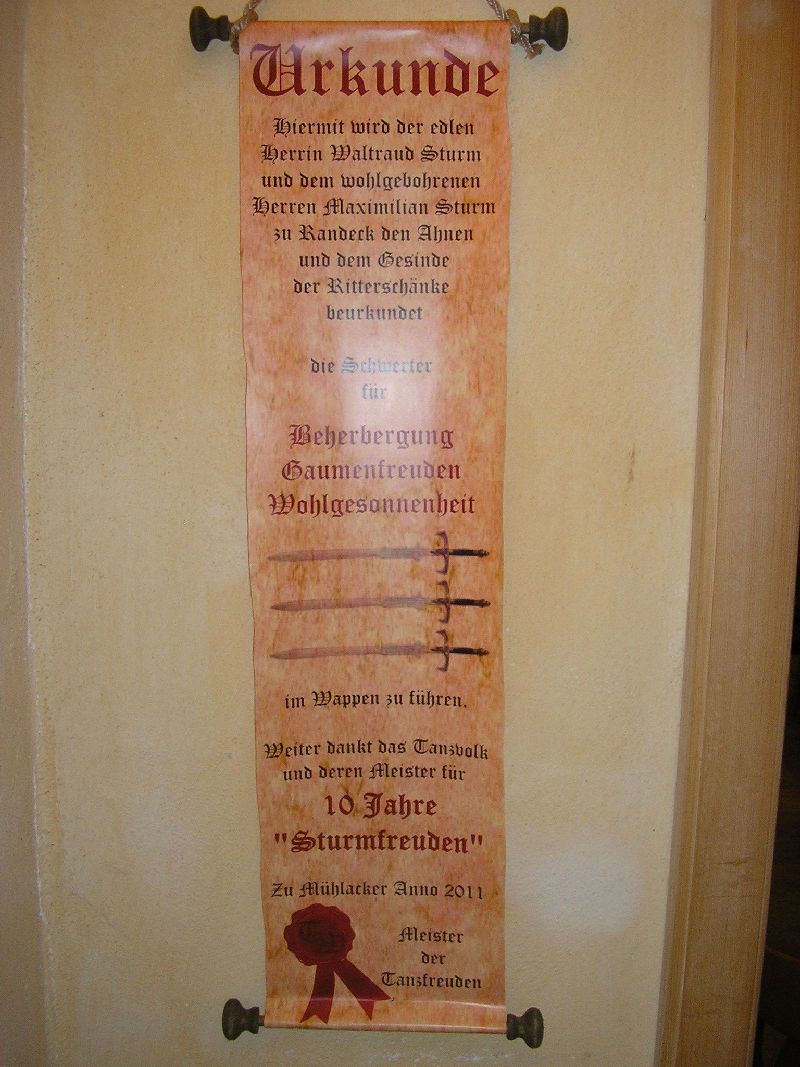 Urkunde
Hiermit wird der edlen
Herrin Waltraud Sturm
und dem wohlgebohrenen
Herren Maximilian Sturm
zu Randeck den Ahnen
und dem Gesinde
der Ritterschänke
beurkundet
die Schwerter
für
Beherbergung
Gaumenfreuden
Wohlgesonnenheit
im Wappen zu führen.
Weiter dankt das Tanzvolk
und deren Meister für
10 Jahre
"Sturmfreuden"
Zu Mühlacker Anno 2011
Meister
der
Tanzfreuden